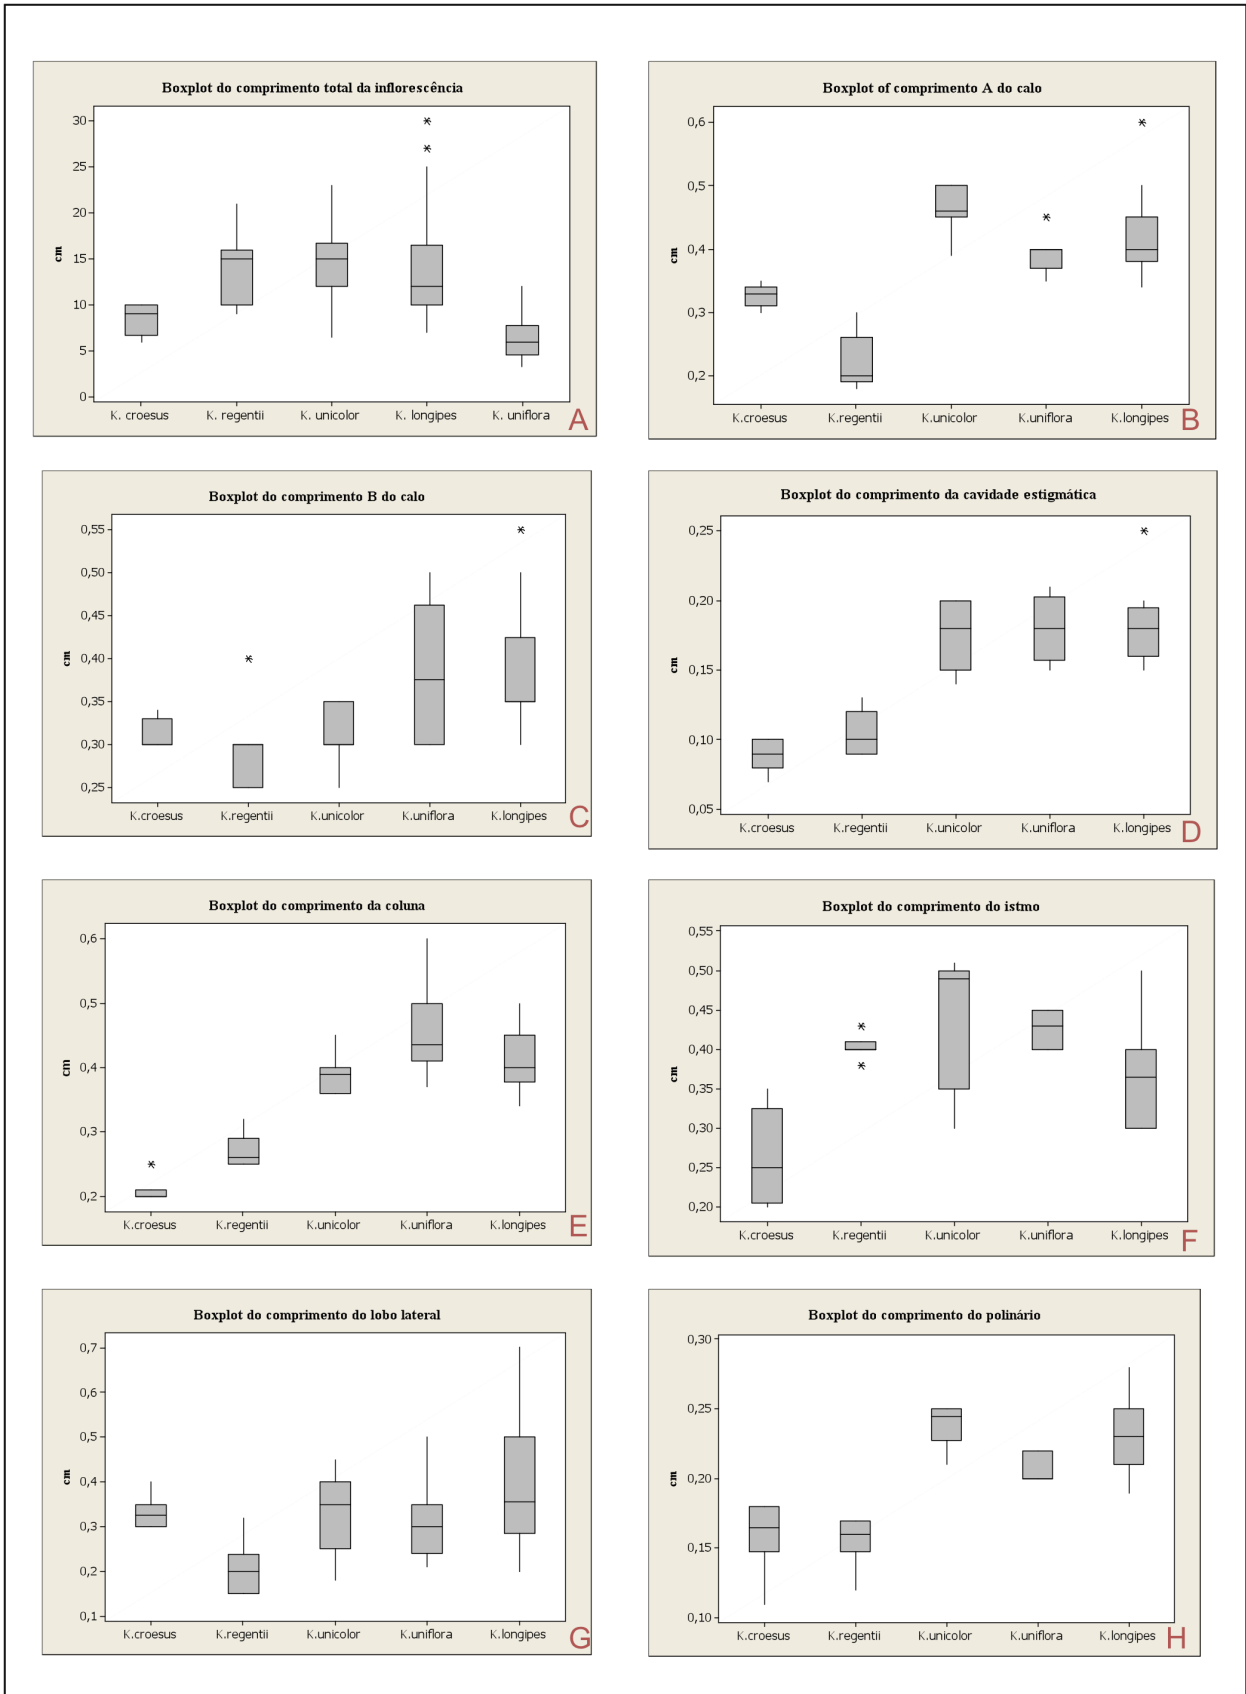 Boxplot do comprimento total da inflorescência
30
25
20
15
10
5
0
cm
K. croesus K. regentii K. unicolor K. longipes K. uniflora
A
Boxplot of comprimento A do calo
0,6
0,5
0,4
0,3
0,2
cm
K.croesus K.regentii K.unicolor K.uniflora K.longipes
B
Boxplot do comprimento B do calo
0,55
0,50
0,45
0,40
0,35
0,30
0,25
cm
K.croesus K.regentii K.unicolor K.uniflora K.longipes
C
Boxplot do comprimento da cavidade estigmática
0,25
0,20
0,15
0,10
0,05
cm
K.croesus K.regentii K.unicolor K.uniflora K.longipes
D
Boxplot do comprimento da coluna
0,6
0,5
0,4
0,3
0,2
cm
K.croesus K.regentii K.unicolor K.uniflora K.longipes
E
Boxplot do comprimento do istmo
0,55
0,50
0,45
0,40
0,35
0,30
0,25
0,20
cm
K.croesus K.regentii K.unicolor K.uniflora K.longipes
F
Boxplot do comprimento do lobo lateral
0,7
0,6
0,5
0,4
0,3
0,2
0,1
cm
K.croesus K.regentii K.unicolor K.uniflora K.longipes
G
Boxplot do comprimento do polinário
0,30
0,25
0,20
0,15
0,10
cm
K.croesus K.regentii K.unicolor K.uniflora K.longipes
H